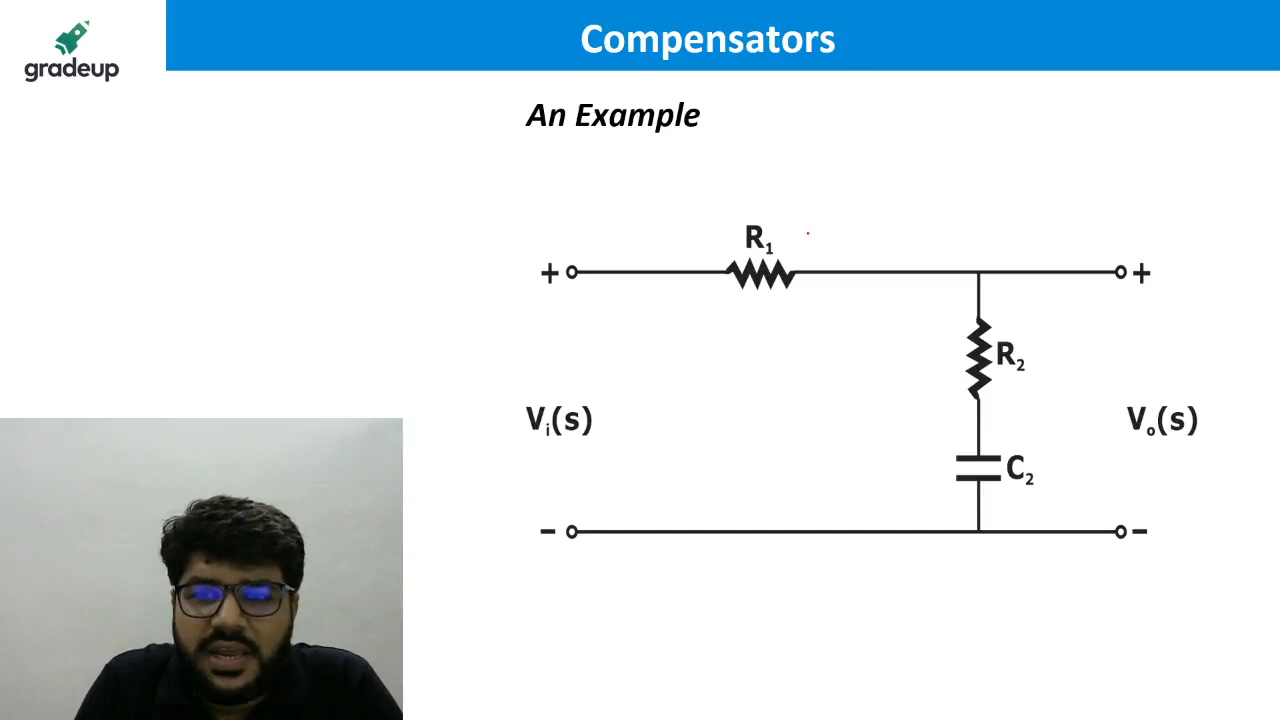 gradeup
Compensators
An Example
R₁
+ +
R₂
Vᵢ(s) Vₒ(s)
C₂
− −